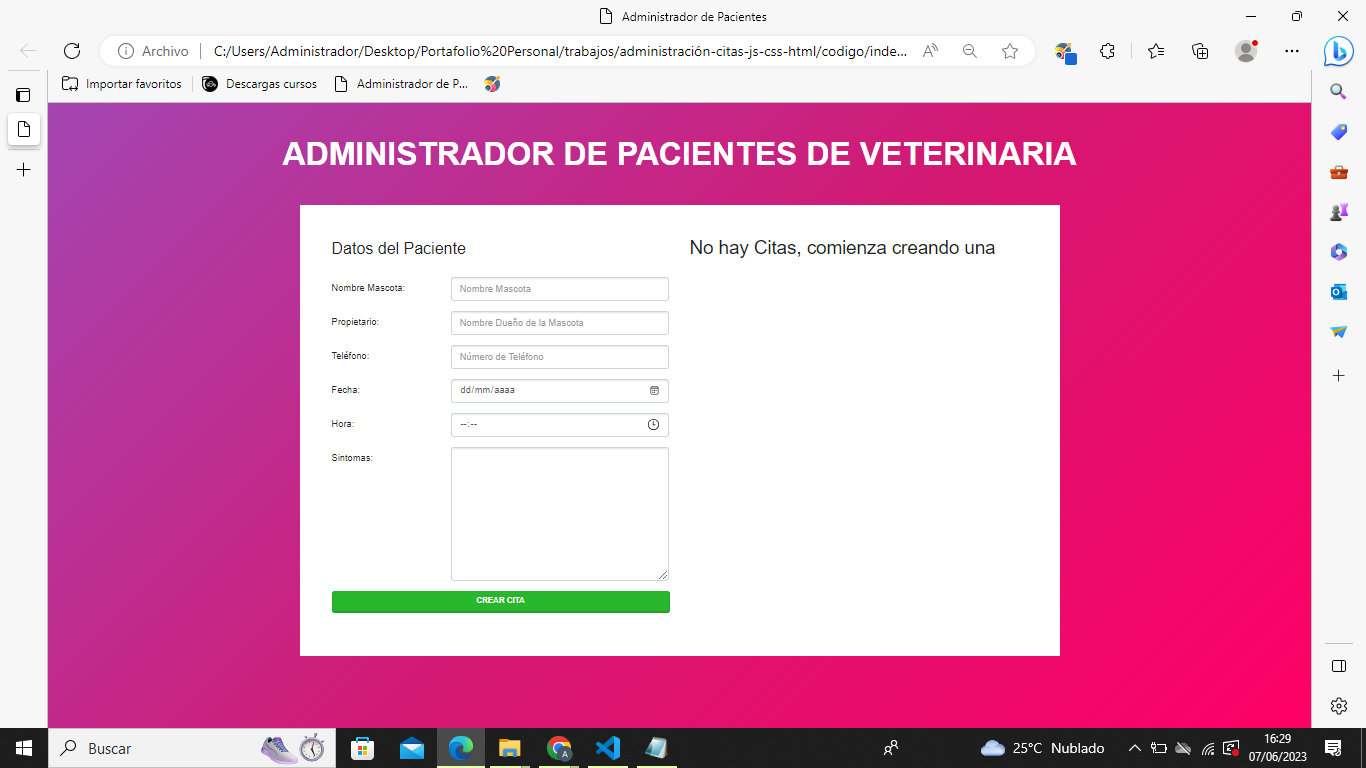 Administrador de Pacientes
Archivo
C:/Users/Administrador/Desktop/Portafolio%20Personal/trabajos/administración-citas-js-css-html/codigo/inde...
Importar favoritos
Descargas cursos
Administrador de P...
ADMINISTRADOR DE PACIENTES DE VETERINARIA
Datos del Paciente
No hay Citas, comienza creando una
Nombre Mascota:
Nombre Mascota
Propietario:
Nombre Dueño de la Mascota
Teléfono:
Número de Teléfono
Fecha:
dd/mm/aaaa
Hora:
--:--
Sintomas:
CREAR CITA
Buscar
25°C Nublado
16:29
07/06/2023